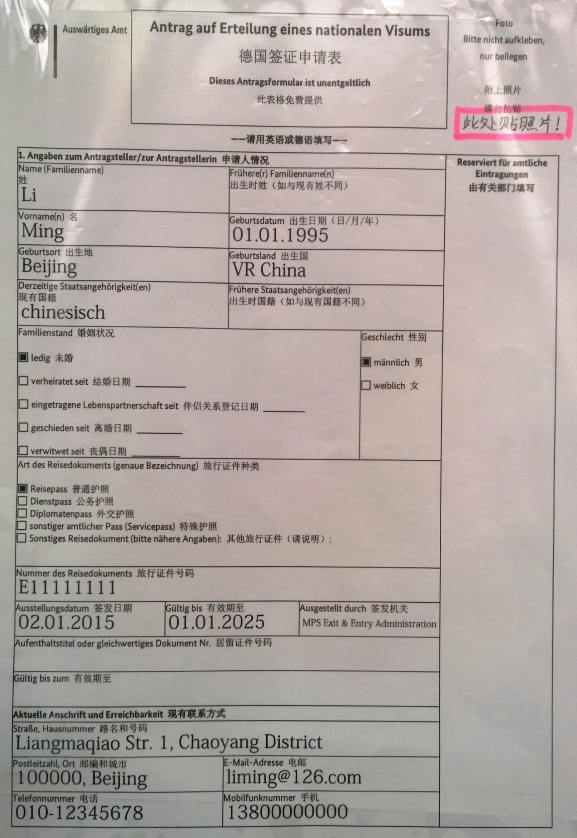 Auswärtiges Amt
Antrag auf Erteilung eines nationalen Visums
德国签证申请表
Dieses Antragsformular ist unentgeltlich
此表格免费提供
Foto
Bitte nicht aufkleben,
nur beilegen
附上照片
请勿粘贴
此处贴照片！
——请用英语或德语填写——
1. Angaben zum Antragsteller/zur Antragstellerin 申请人情况
Reservert für amtliche
Eintragungen
由有关部门填写
Name (Familienname)
姓
Li
Frühere(r) Familienname(n)
出生时姓（如与现有姓不同）
Vorname(n) 名
Ming
Geburtsdatum 出生日期（日/月/年）
01.01.1995
Geburtsort 出生地
Beijing
Geburtsland 出生国
VR China
Derzeitige Staatsangehörigkeit(en)
现有国籍
chinesisch
Frühere Staatsangehörigkeit(en)
出生时国籍（如与现有国籍不同）
Familienstand 婚姻状况
Geschlecht 性别
ledig 未婚
männlich 男
verheiratet seit 结婚日期
weiblich 女
eingetragene Lebenspartnerschaft seit 伴侣关系登记日期
geschieden seit 离婚日期
verwitwet seit 丧偶日期
Art des Reisedokuments (genaue Bezeichnung) 旅行证件种类
Reisepass 普通护照
Dienstpass 公务护照
Diplomatenpass 外交护照
sonstiger amtlicher Pass (Servicepass) 特殊护照
Sonstiges Reisedokument (bitte nähere Angaben): 其他旅行证件（请说明）:
Nummer des Reisedokuments 旅行证件号码
E11111111
Ausstellungsdatum 签发日期
02.01.2015
Gültig bis 有效期至
01.01.2025
Ausgestellt durch 签发机关
MPS Exit & Entry Administration
Aufenthaltstitel oder gleichwertiges Dokument Nr. 居留证件号码
Gültig bis zum 有效期至
Aktuelle Anschrift und Erreichbarkeit 现有联系方式
Straße, Hausnummer 路名和号码
Liangmaqiao Str. 1, Chaoyang District
Postleitzahl, Ort 邮编和城市
100000, Beijing
E-Mail-Adresse 电邮
liming@126.com
Telefonnummer 电话
010-12345678
Mobilfunknummer 手机
13800000000